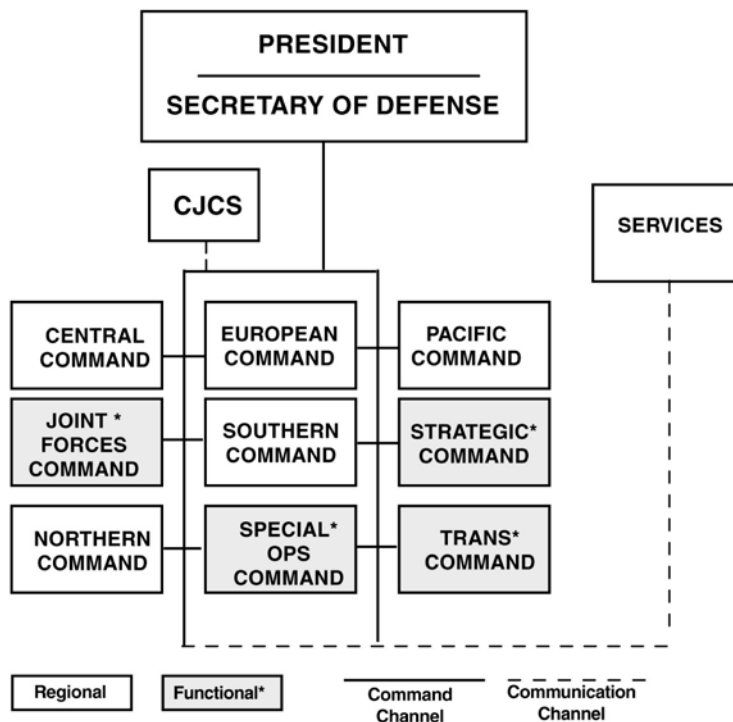 PRESIDENT
SECRETARY OF DEFENSE
CJCS
SERVICES
CENTRAL
COMMAND
EUROPEAN
COMMAND
PACIFIC
COMMAND
JOINT *
FORCES
COMMAND
SOUTHERN
COMMAND
STRATEGIC*
COMMAND
NORTHERN
COMMAND
SPECIAL*
OPS
COMMAND
TRANS*
COMMAND
Regional
Functional*
Command
Channel
Communication
Channel